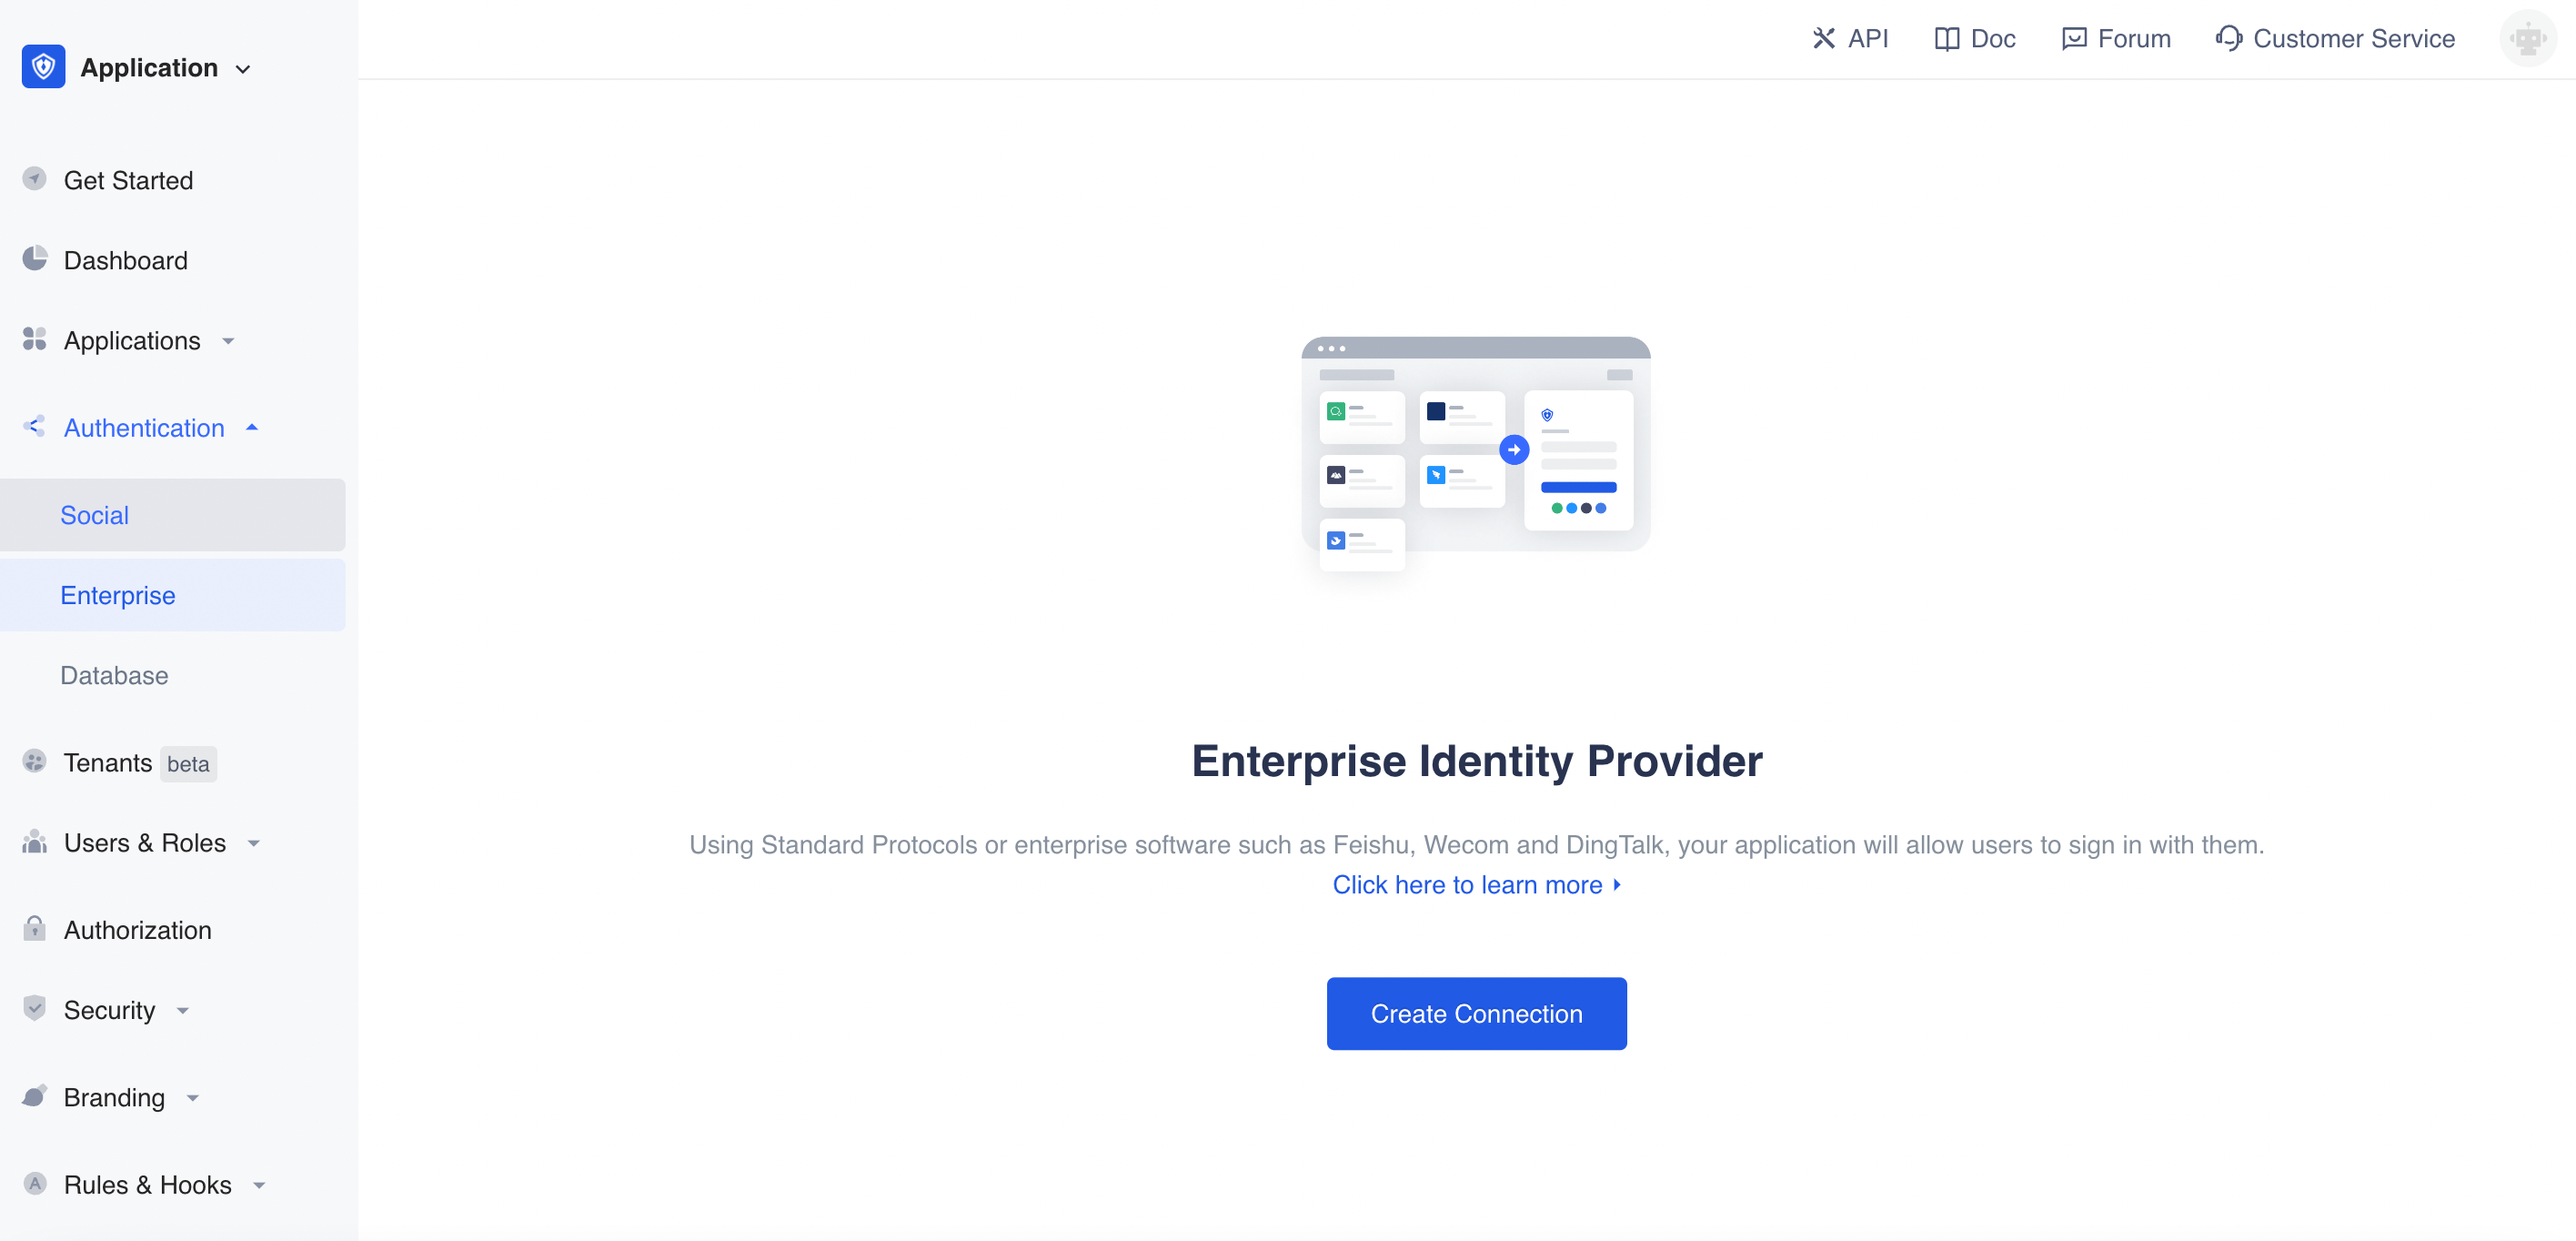 Application
API
Doc
Forum
Customer Service
Get Started
Dashboard
Applications
Authentication
Social
Enterprise
Database
Tenants beta
Users & Roles
Authorization
Security
Branding
Rules & Hooks
Enterprise Identity Provider
Using Standard Protocols or enterprise software such as Feishu, Wecom and DingTalk, your application will allow users to sign in with them.
Click here to learn more
Create Connection